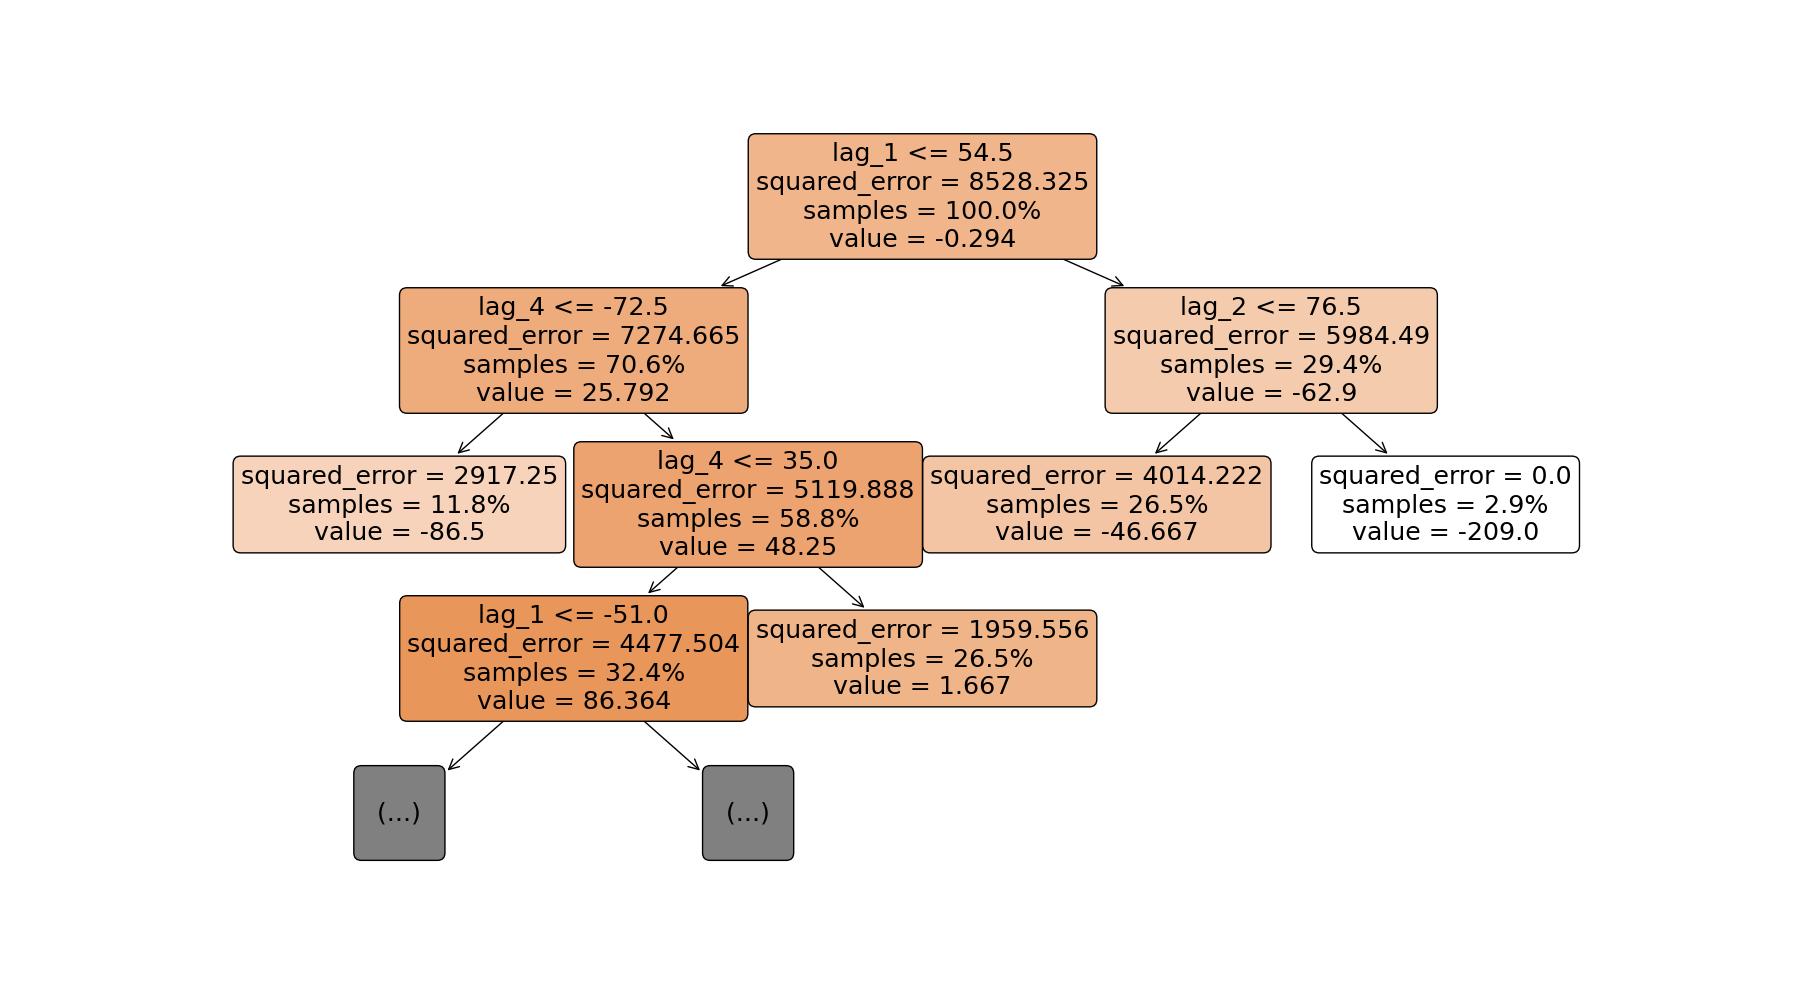 lag_1 <= 54.5
squared_error = 8528.325
samples = 100.0%
value = -0.294
lag_4 <= -72.5
squared_error = 7274.665
samples = 70.6%
value = 25.792
lag_2 <= 76.5
squared_error = 5984.49
samples = 29.4%
value = -62.9
squared_error = 2917.25
samples = 11.8%
value = -86.5
lag_4 <= 35.0
squared_error = 5119.888
samples = 58.8%
value = 48.25
squared_error = 4014.222
samples = 26.5%
value = -46.667
squared_error = 0.0
samples = 2.9%
value = -209.0
lag_1 <= -51.0
squared_error = 4477.504
samples = 32.4%
value = 86.364
squared_error = 1959.556
samples = 26.5%
value = 1.667
(...)
(...)